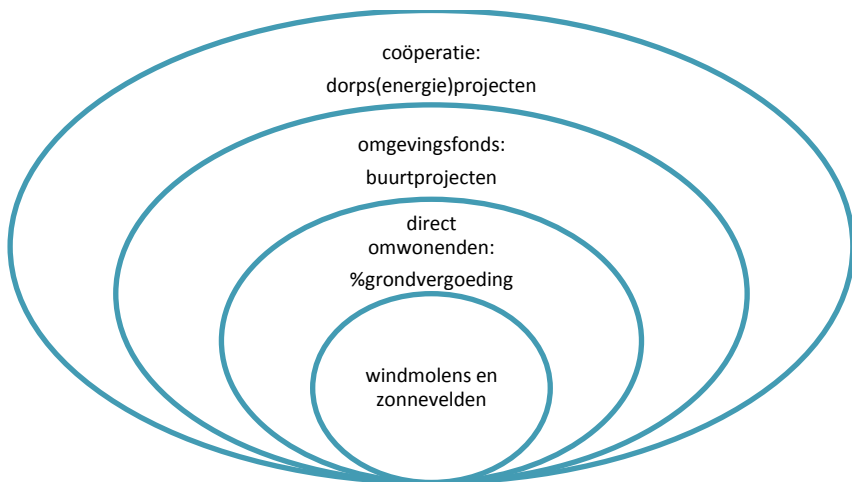 coöperatie:
dorps(energie)projecten
omgevingsfonds:
buurtprojecten
direct
omwonenden:
%grondvergoeding
windmolens en
zonnevelden